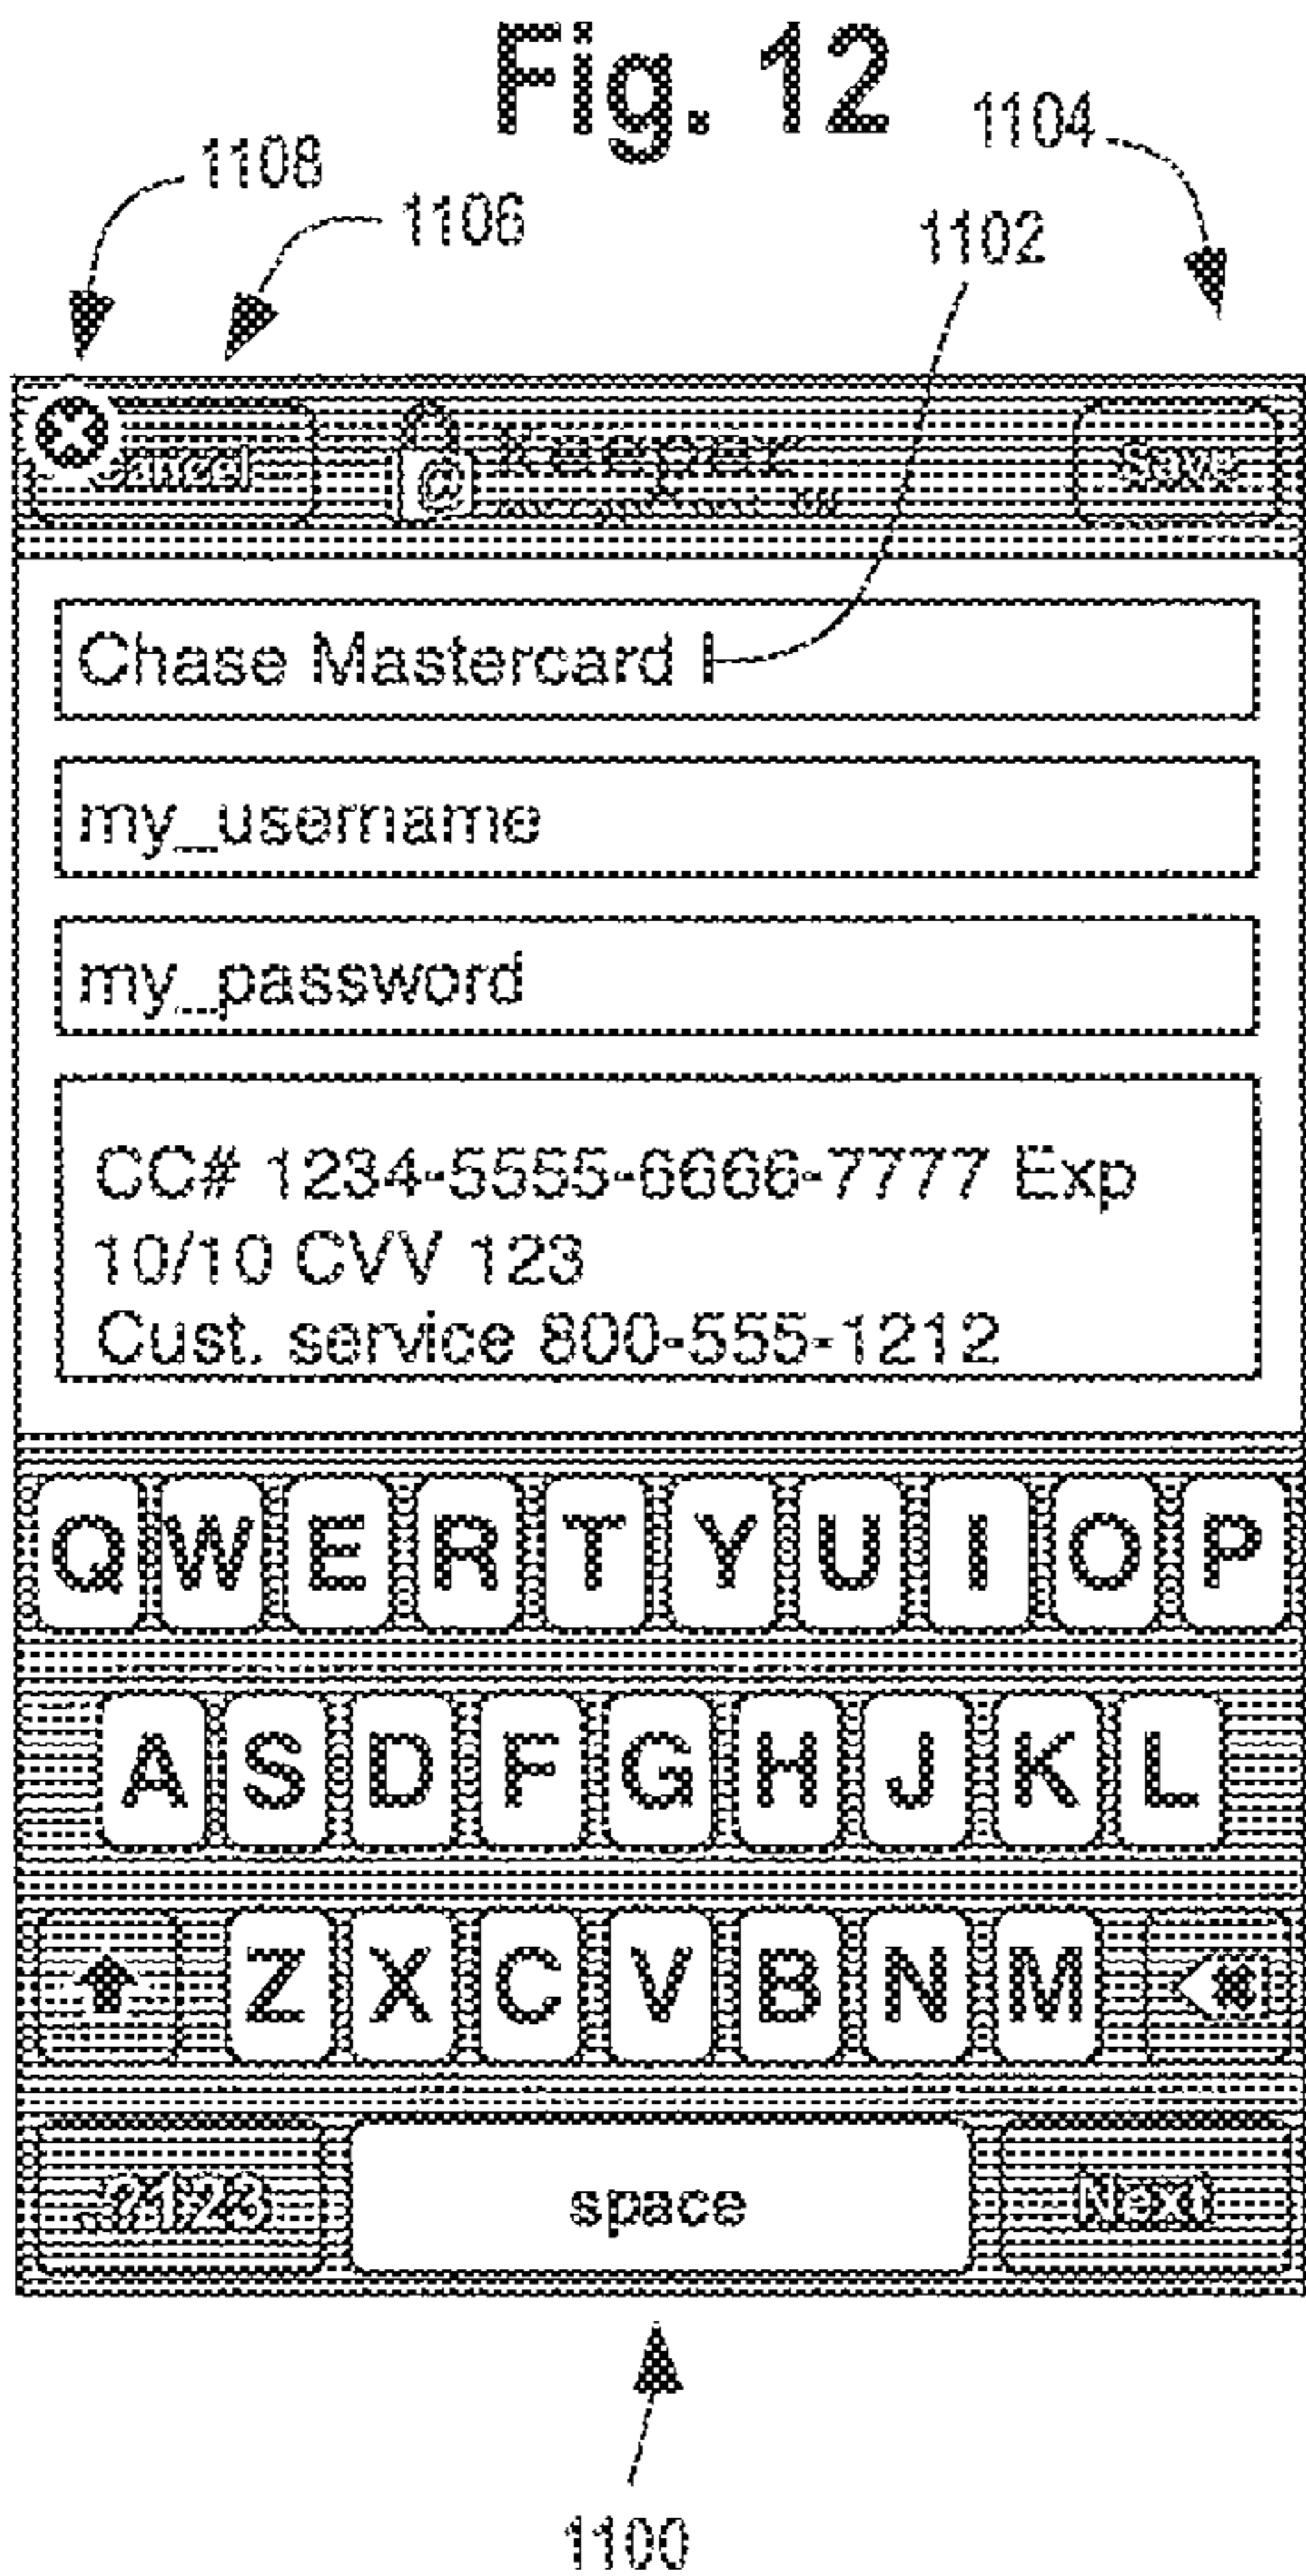 Fig. 12
1104
1108
1106
1102
Cancel
@
Save
Chase Mastercard
my_username
my_password
CC# 1234-5555-6666-7777 Exp
10/10 CVV 123
Cust. service 800-555-1212
Q W E R T Y U I O P
A S D F G H J K L
Z X C V B N M
.?123 space Next
1100